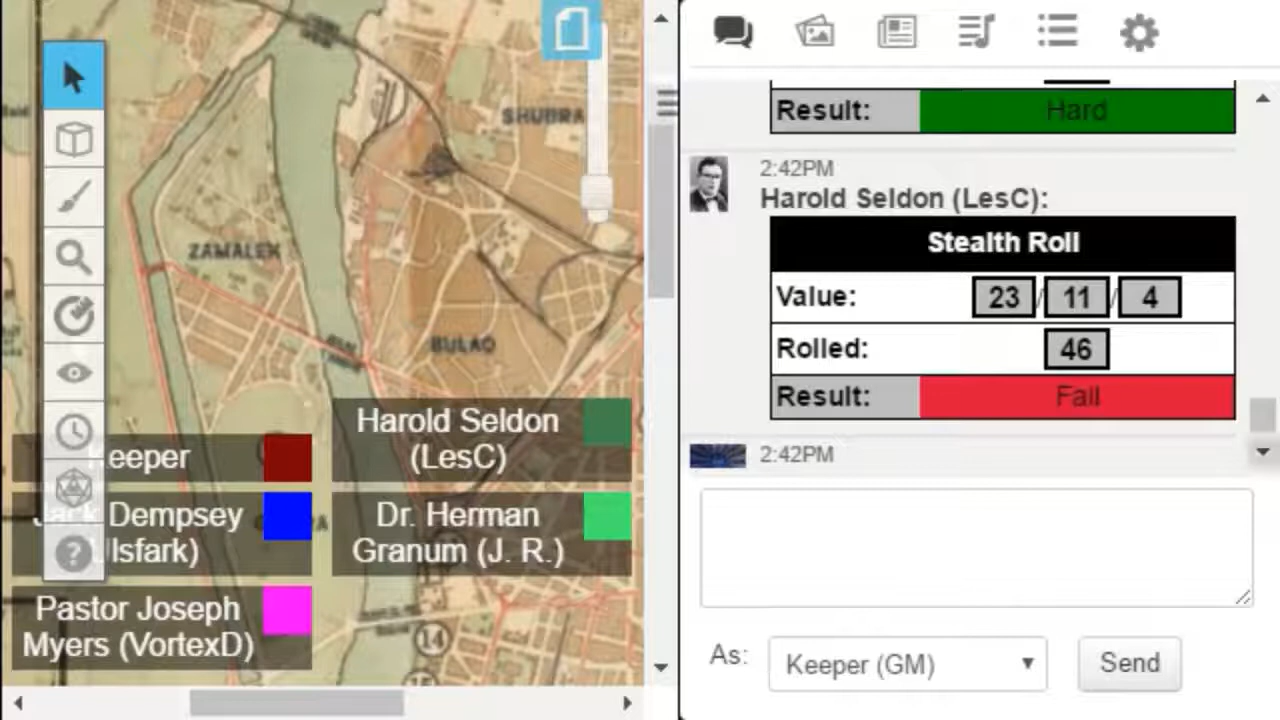 SHUBRA
ZAMALEK
BULAQ
Keeper
Harold Seldon
(LesC)
Jack Dempsey
Ulsfark)
Dr. Herman
Granum (J. R.)
Pastor Joseph
Myers (VortexD)
14
Result:
Hard
2:42PM
Harold Seldon (LesC):
Stealth Roll
Value:
23 / 11 / 4
Rolled:
46
Result:
Fail
2:42PM
As:
Keeper (GM)
Send